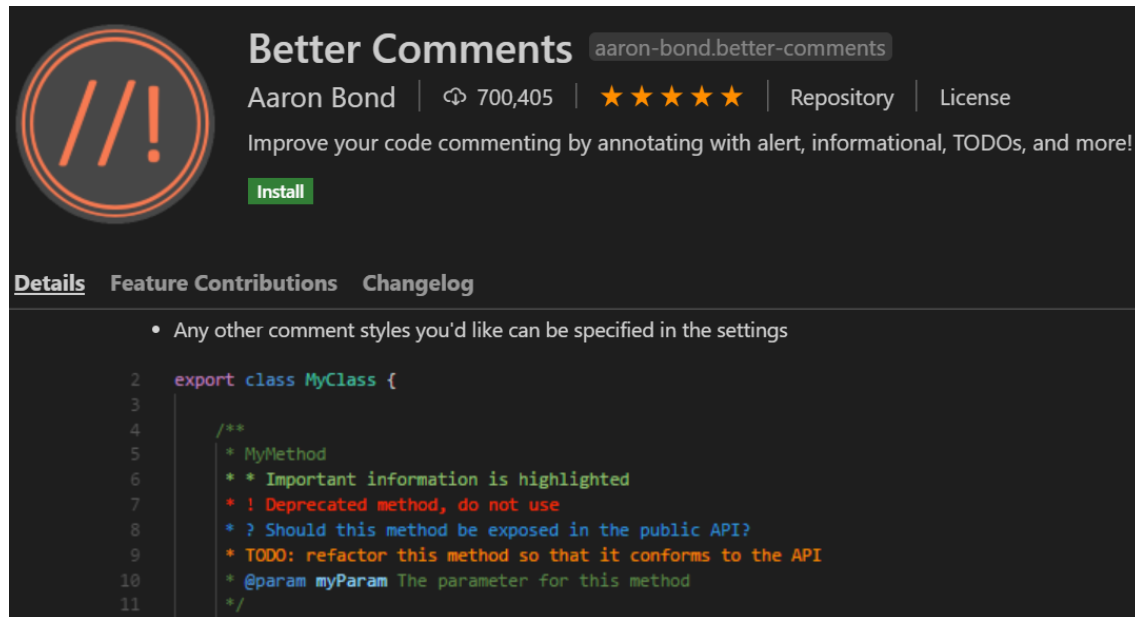 //!
Better Comments aaron-bond.better-comments
Aaron Bond 700,405 ★★★★★ Repository License
Improve your code commenting by annotating with alert, informational, TODOs, and more!
Install
Details Feature Contributions Changelog
• Any other comment styles you'd like can be specified in the settings
2 export class MyClass {
3
4 /**
5 * MyMethod
6 * * Important information is highlighted
7 * ! Deprecated method, do not use
8 * ? Should this method be exposed in the public API?
9 * TODO: refactor this method so that it conforms to the API
10 * @param myParam The parameter for this method
11 */